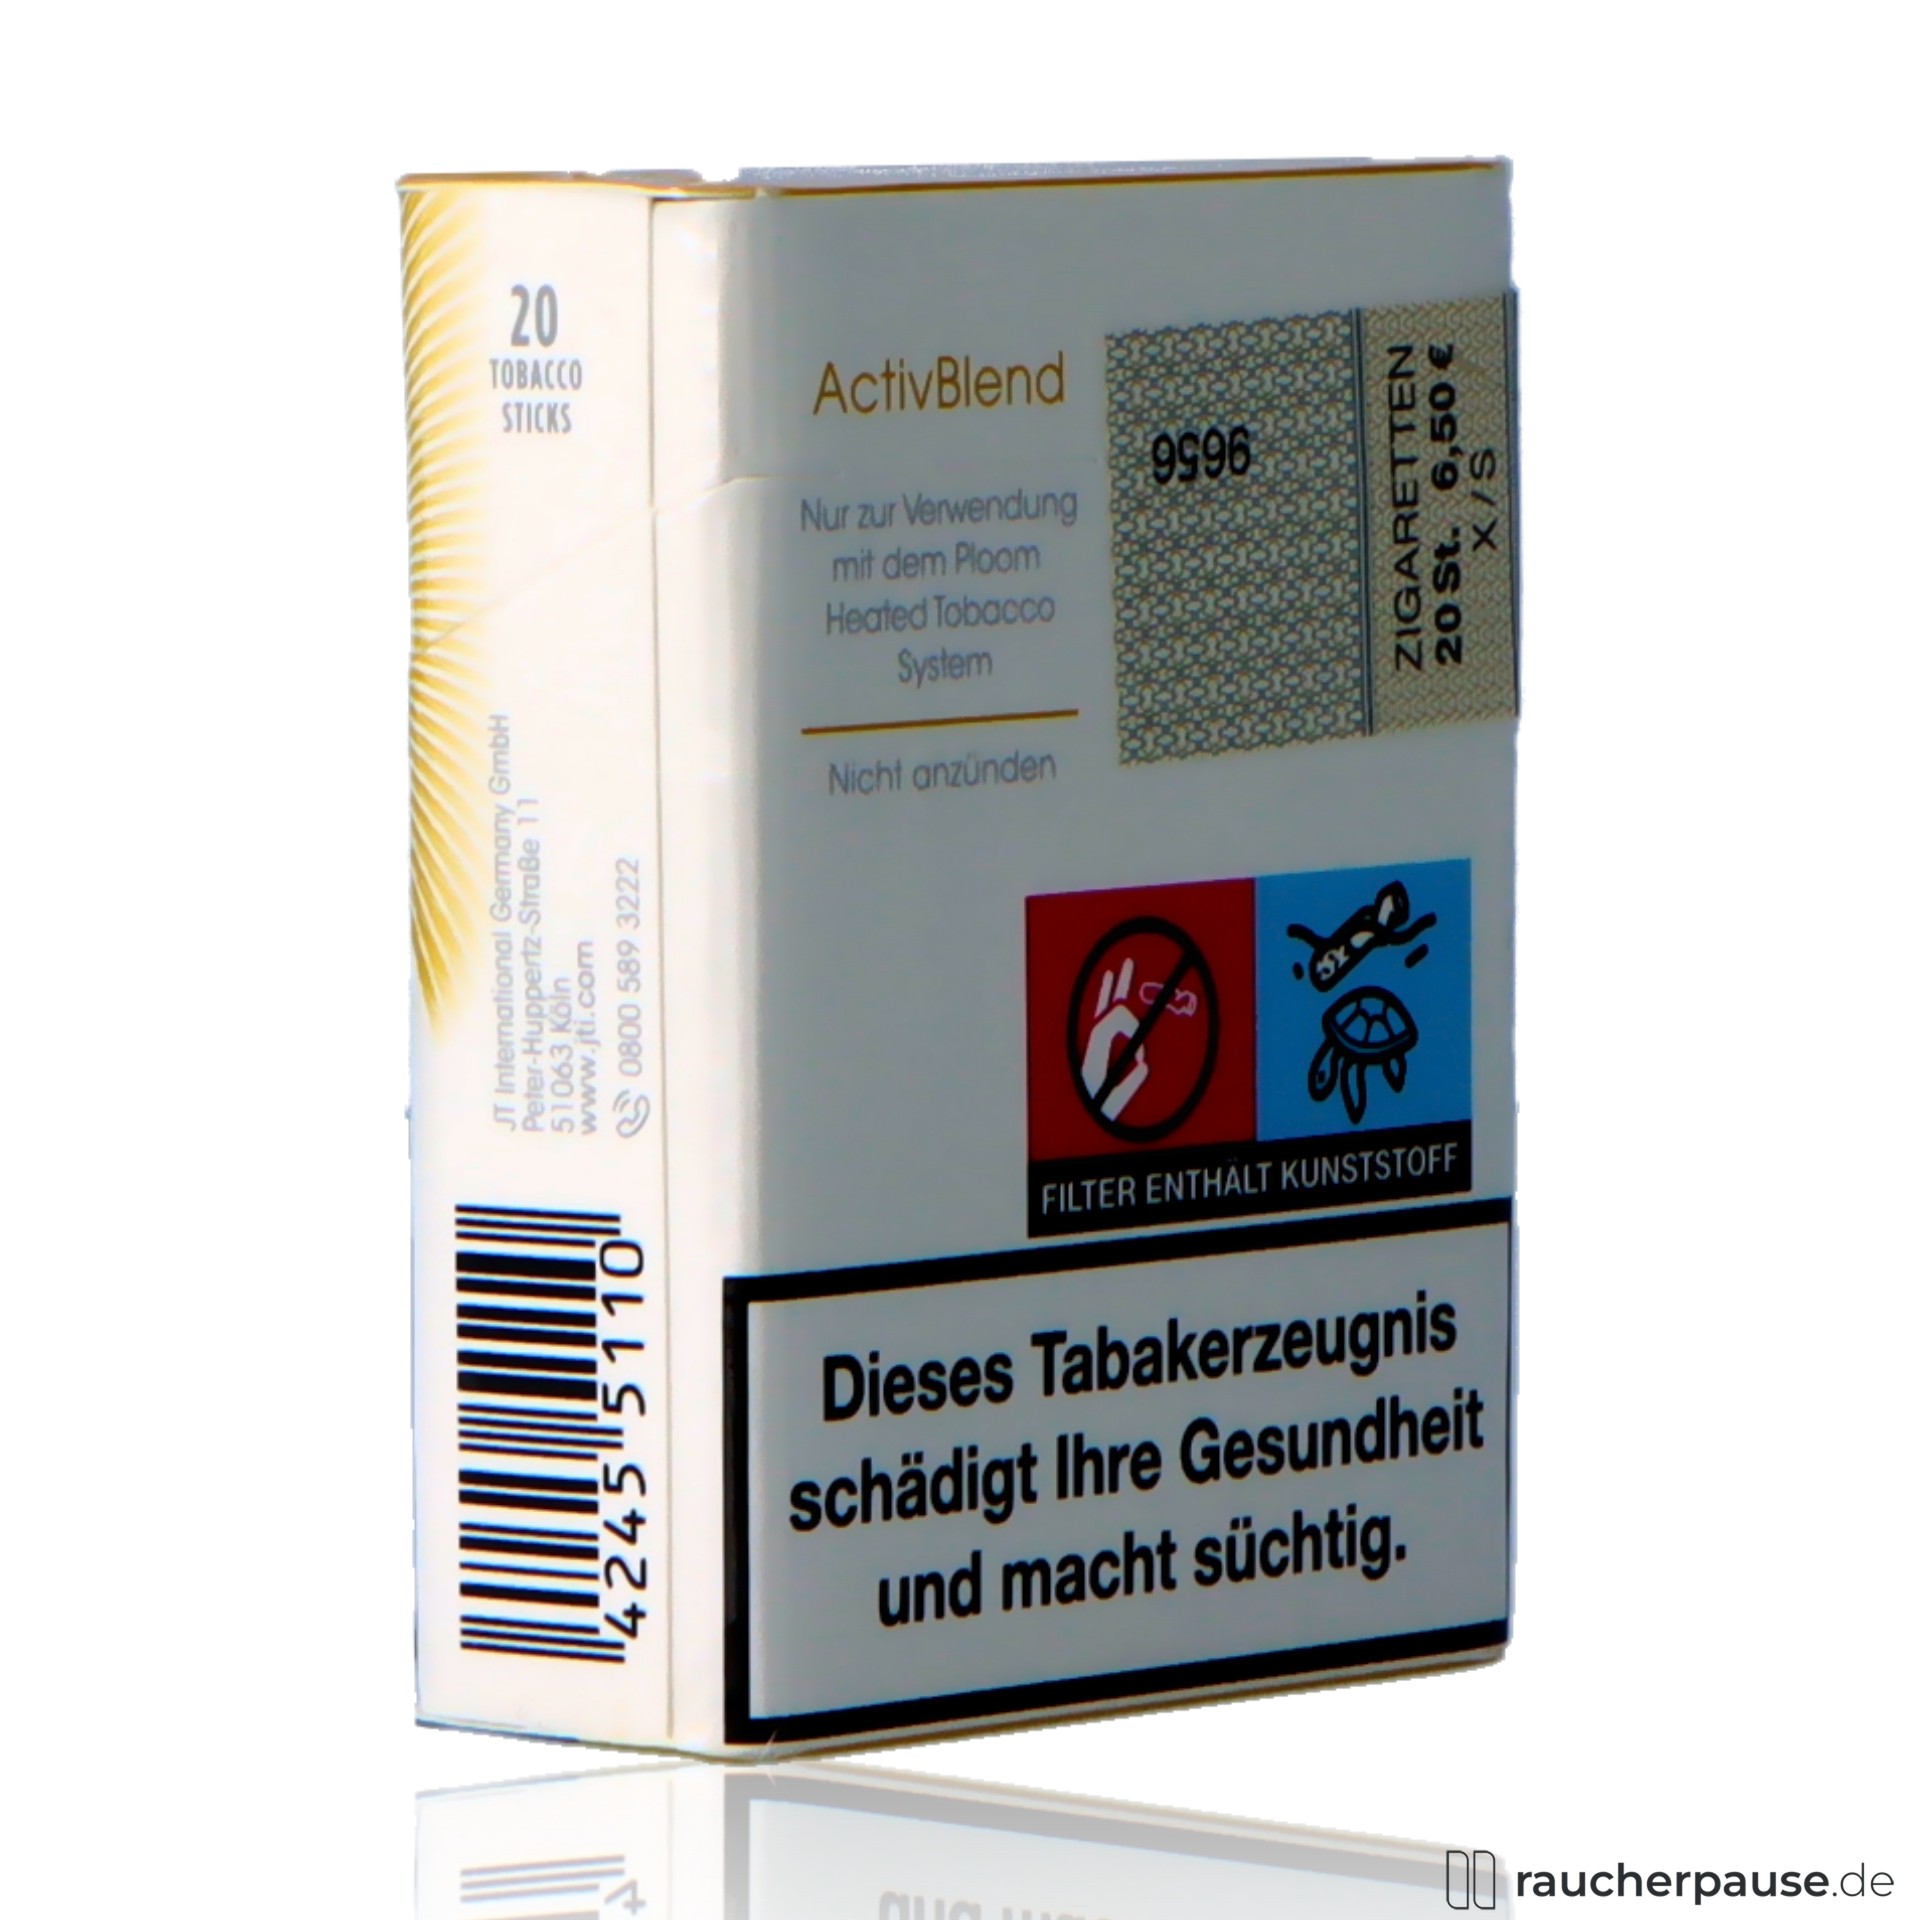 20
TOBACCO
STICKS
JT International Germany GmbH
Peter-Huppertz-Straße 11
51063 Köln
www.jti.com
0800 589 3222
4245 5110
ActivBlend
Nur zur Verwendung
mit dem Ploom
Heated Tobacco
System
Nicht anzünden
9656
ZIGARETTEN
20 St. 6,50 €
X/S
FILTER ENTHÄLT KUNSTSTOFF
Dieses Tabakerzeugnis
schädigt Ihre Gesundheit
und macht süchtig.
raucherpause.de